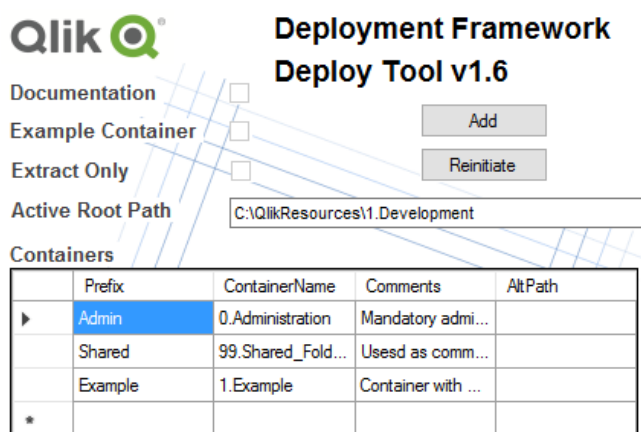 Qlik
Deployment Framework
Deploy Tool v1.6
Documentation
Example Container
Add
Extract Only
Reinitiate
Active Root Path C:\QlikResources\1.Development
Containers
Prefix ContainerName Comments AltPath
Admin 0.Administration Mandatory admi...
Shared 99.Shared_Fold... Usesd as comm...
Example 1.Example Container with ...